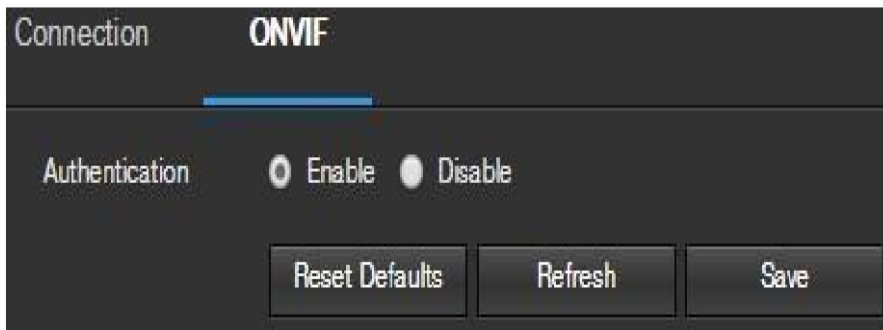 Connection ONVIF
Authentication Enable Disable
Reset Defaults Refresh Save